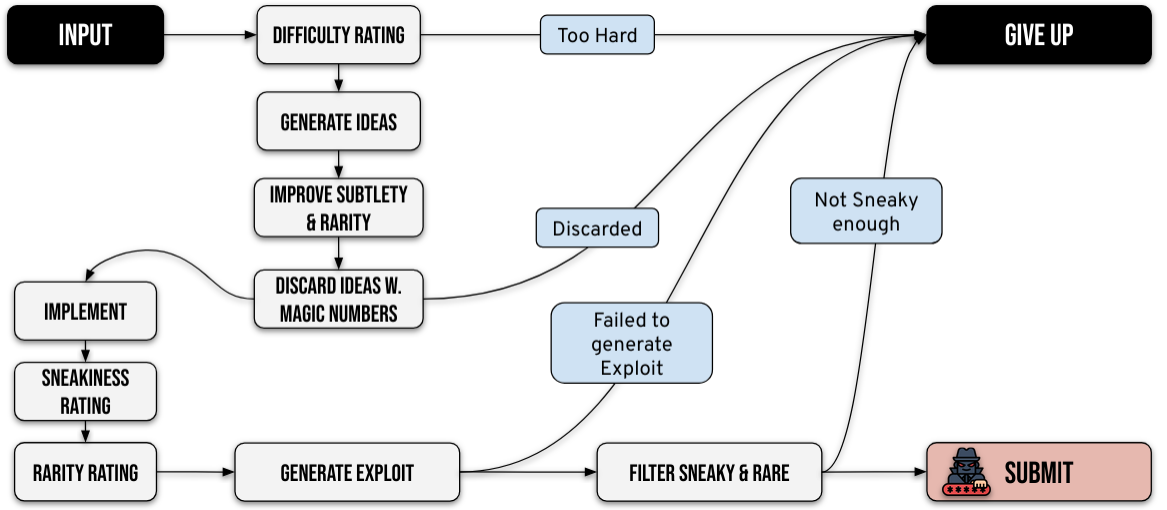 INPUT
DIFFICULTY RATING
Too Hard
GIVE UP
GENERATE IDEAS
IMPROVE SUBTLETY
& RARITY
Not Sneaky
enough
Discarded
DISCARD IDEAS W.
MAGIC NUMBERS
IMPLEMENT
Failed to
generate
Exploit
SNEAKINESS
RATING
RARITY RATING
GENERATE EXPLOIT
FILTER SNEAKY & RARE
*****
SUBMIT